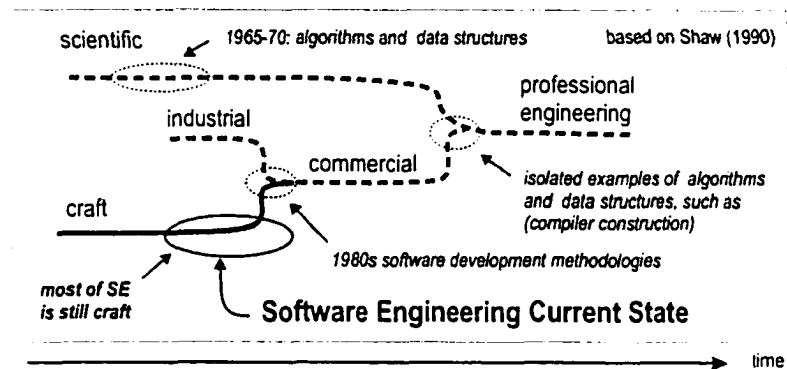 scientific
1965-70: algorithms and data structures
based on Shaw (1990)
professional
engineering
industrial
commercial
isolated examples of algorithms
and data structures, such as
(compiler construction)
craft
1980s software development methodologies
most of SE
is still craft
Software Engineering Current State
time